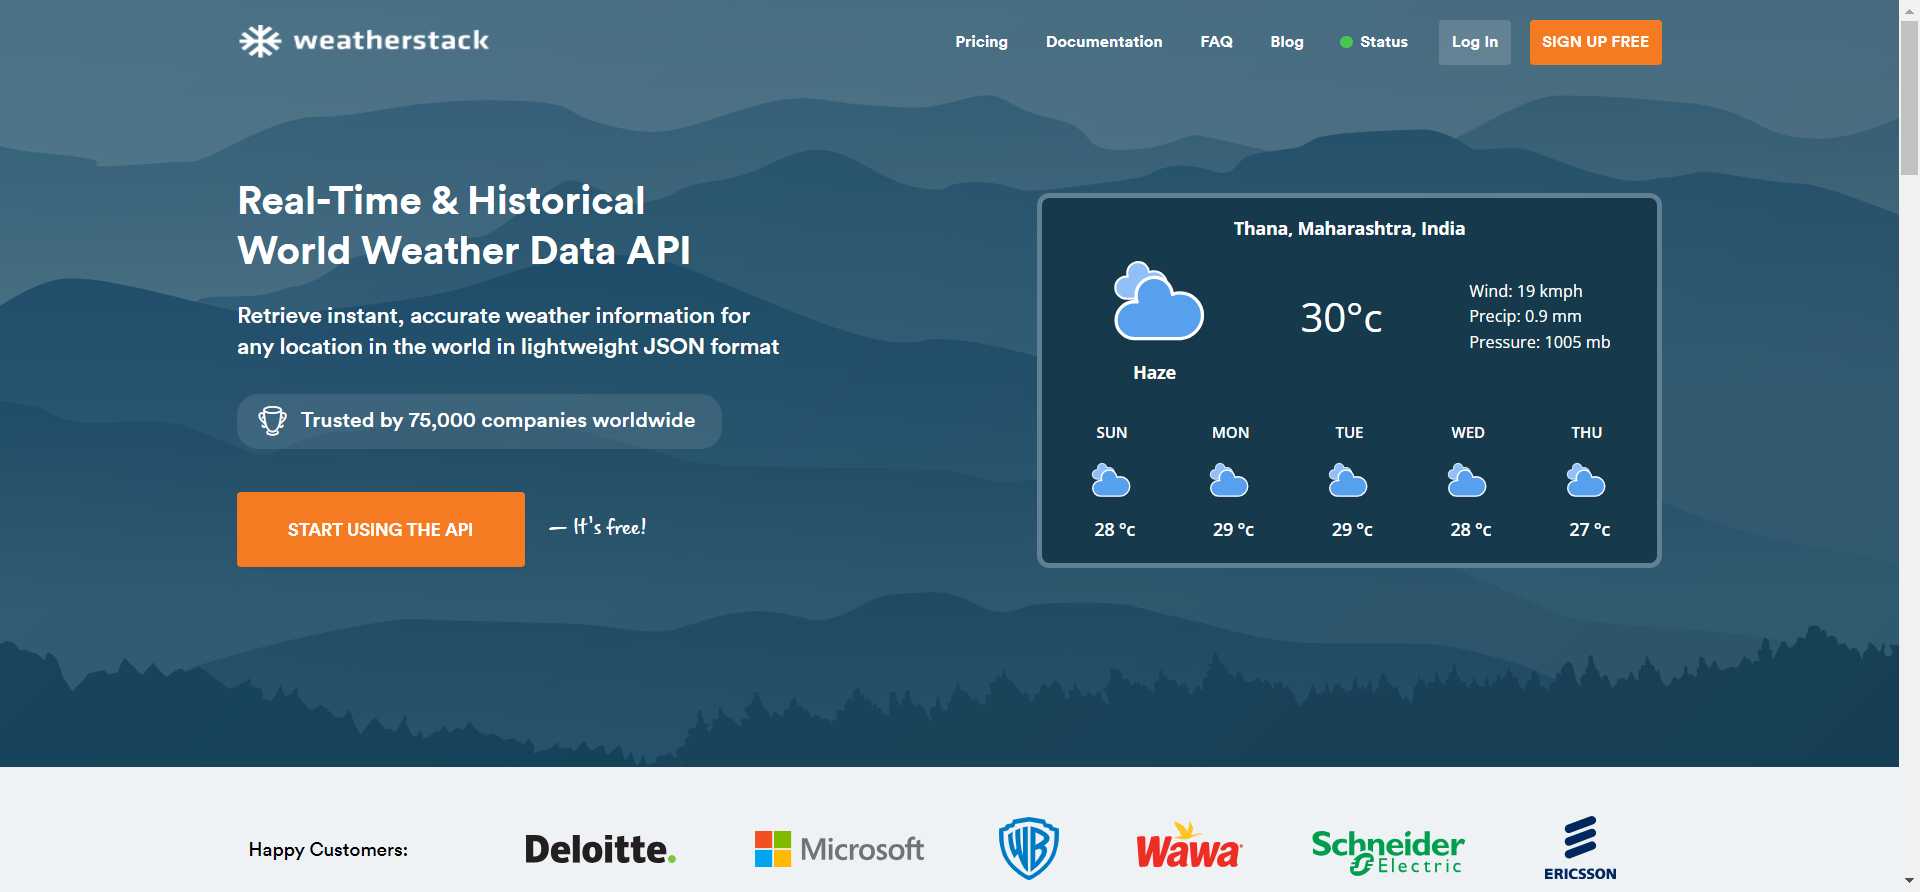 weatherstack
Pricing
Documentation
FAQ
Blog
Status
Log In
SIGN UP FREE
Real-Time & Historical
World Weather Data API
Retrieve instant, accurate weather information for
any location in the world in lightweight JSON format
Trusted by 75,000 companies worldwide
START USING THE API
– It's free!
Thana, Maharashtra, India
Haze
30°c
Wind: 19 kmph
Precip: 0.9 mm
Pressure: 1005 mb
SUN MON TUE WED THU
28 °c 29 °c 29 °c 28 °c 27 °c
Happy Customers:
Deloitte.
Microsoft
WB
Wawa
Schneider
Electric
ERICSSON